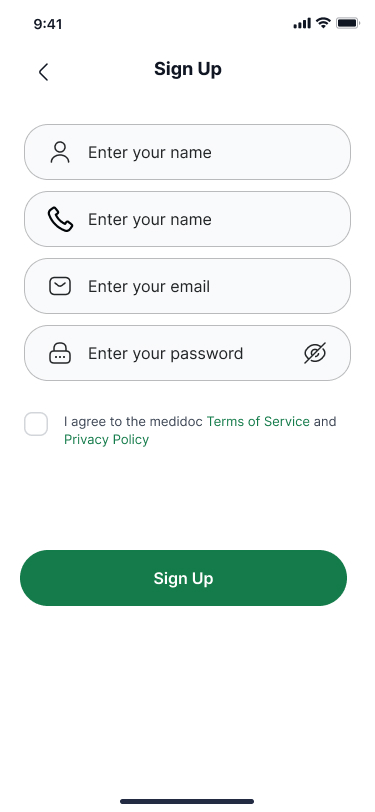 9:41
Sign Up
Enter your name
Enter your name
Enter your email
Enter your password
I agree to the medidoc Terms of Service and
Privacy Policy
Sign Up